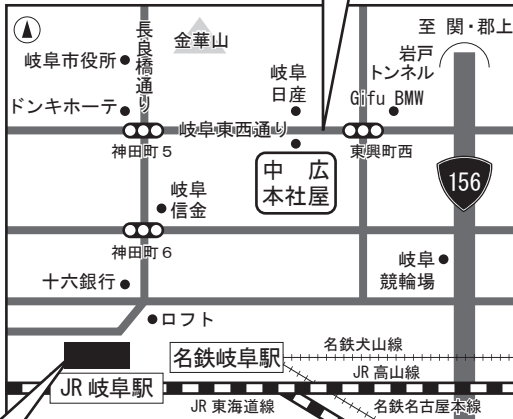 至 関・郡上
長良橋通り
金華山
岐阜市役所
岩戸
トンネル
岐阜
日産
Gifu BMW
ドンキホーテ
岐阜東西通り
神田町5
東興町西
中 広
本社屋
156
岐阜
信金
神田町6
岐阜
競輪場
十六銀行
ロフト
名鉄岐阜駅
名鉄犬山線
JR 高山線
JR 岐阜駅
JR 東海道線
名鉄名古屋本線